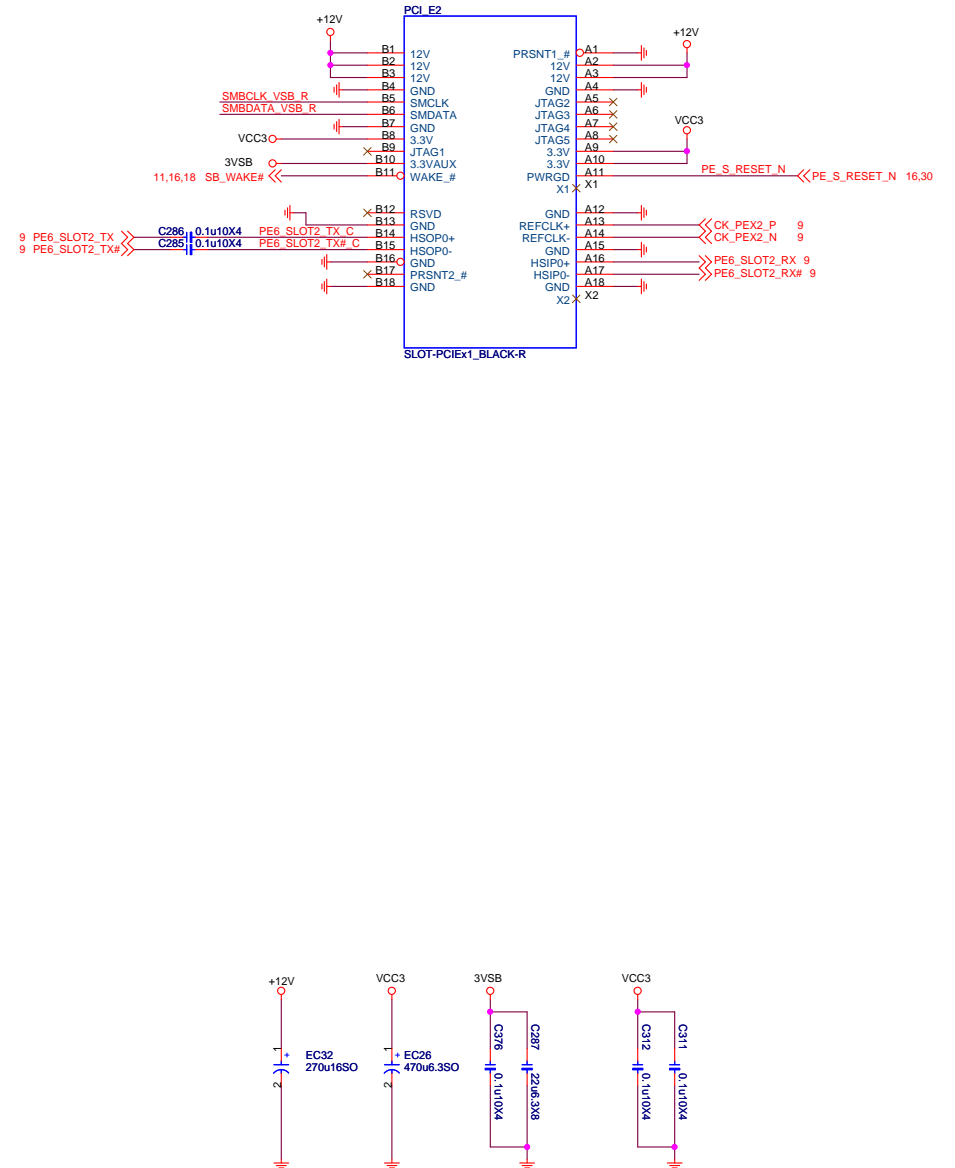 PCI_E2
+12V
+12V
B1 12V PRSNT1_# A1
B2 12V 12V A2
B3 12V 12V A3
B4 GND GND A4
SMBCLK_VSB_R B5 SMCLK JTAG2 A5
SMBDATA_VSB_R B6 SMDATA JTAG3 A6
B7 GND JTAG4 A7 VCC3
VCC3 B8 3.3V JTAG5 A8
B9 JTAG1 3.3V A9
3VSB B10 3.3VAUX 3.3V A10
11,16,18 SB_WAKE# B11 WAKE_# PWRGD A11 PE_S_RESET_N PE_S_RESET_N 16,30
X1 X1
B12 RSVD GND A12
B13 GND REFCLK+ A13 CK_PEX2_P 9
9 PE6_SLOT2_TX C286 0.1u10X4 PE6_SLOT2_TX_C B14 HSOP0+ REFCLK- A14 CK_PEX2_N 9
9 PE6_SLOT2_TX# C285 0.1u10X4 PE6_SLOT2_TX#_C B15 HSOP0- GND A15
B16 GND HSIP0+ A16 PE6_SLOT2_RX 9
B17 PRSNT2_# HSIP0- A17 PE6_SLOT2_RX# 9
B18 GND GND A18
X2 X2
SLOT-PCIEx1_BLACK-R
+12V VCC3 3VSB VCC3
C376 C287 C312 C311
1 + EC32 1 + EC26
270u16SO 470u6.3SO
2 2
0.1u10X4 22u6.3X8 0.1u10X4 0.1u10X4